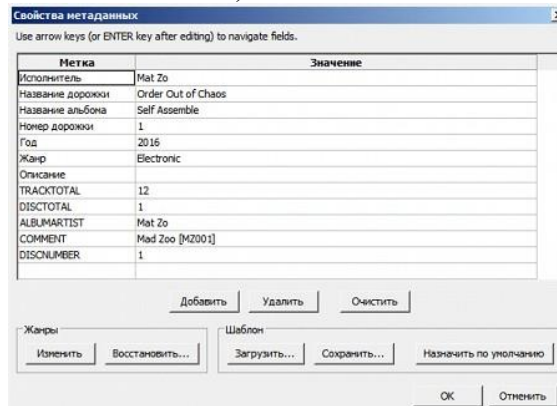 Свойства метаданных
Use arrow keys (or ENTER key after editing) to navigate fields.
Метка Значение
Исполнитель Mat Zo
Название дорожки Order Out of Chaos
Название альбома Self Assemble
Номер дорожки 1
Год 2016
Жанр Electronic
Описание
TRACKTOTAL 12
DISCTOTAL 1
ALBUMARTIST Mat Zo
COMMENT Mad Zoo [MZ001]
DISCNUMBER 1
Добавить Удалить Очистить
Жанры Шаблон
Изменить Восстановить... Загрузить... Сохранить... Назначить по умолчанию
OK Отменить